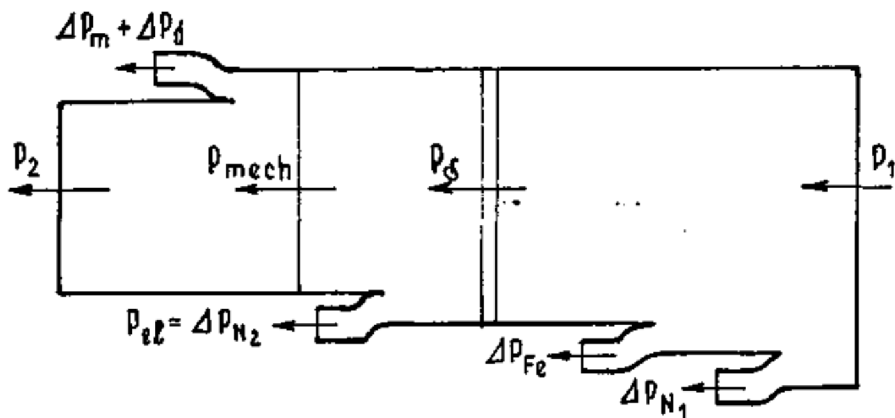 ΔP_m + ΔP_d
P_2
P_mech
P_δ
P_1
P_el = ΔP_N2
ΔP_Fe
ΔP_N1